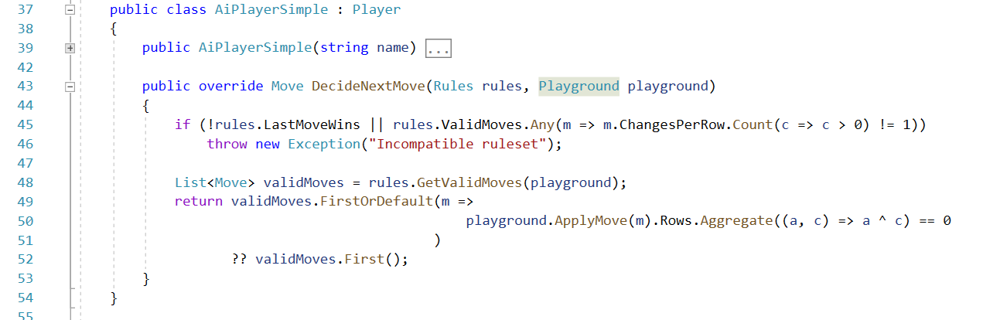 37 public class AiPlayerSimple : Player
38 {
39 public AiPlayerSimple(string name) ...
42
43 public override Move DecideNextMove(Rules rules, Playground playground)
44 {
45 if (!rules.LastMoveWins || rules.ValidMoves.Any(m => m.ChangesPerRow.Count(c => c > 0) != 1))
46 throw new Exception("Incompatible ruleset");
47
48 List<Move> validMoves = rules.GetValidMoves(playground);
49 return validMoves.FirstOrDefault(m =>
50 playground.ApplyMove(m).Rows.Aggregate((a, c) => a ^ c) == 0
51 )
52 ?? validMoves.First();
53 }
54 }
55